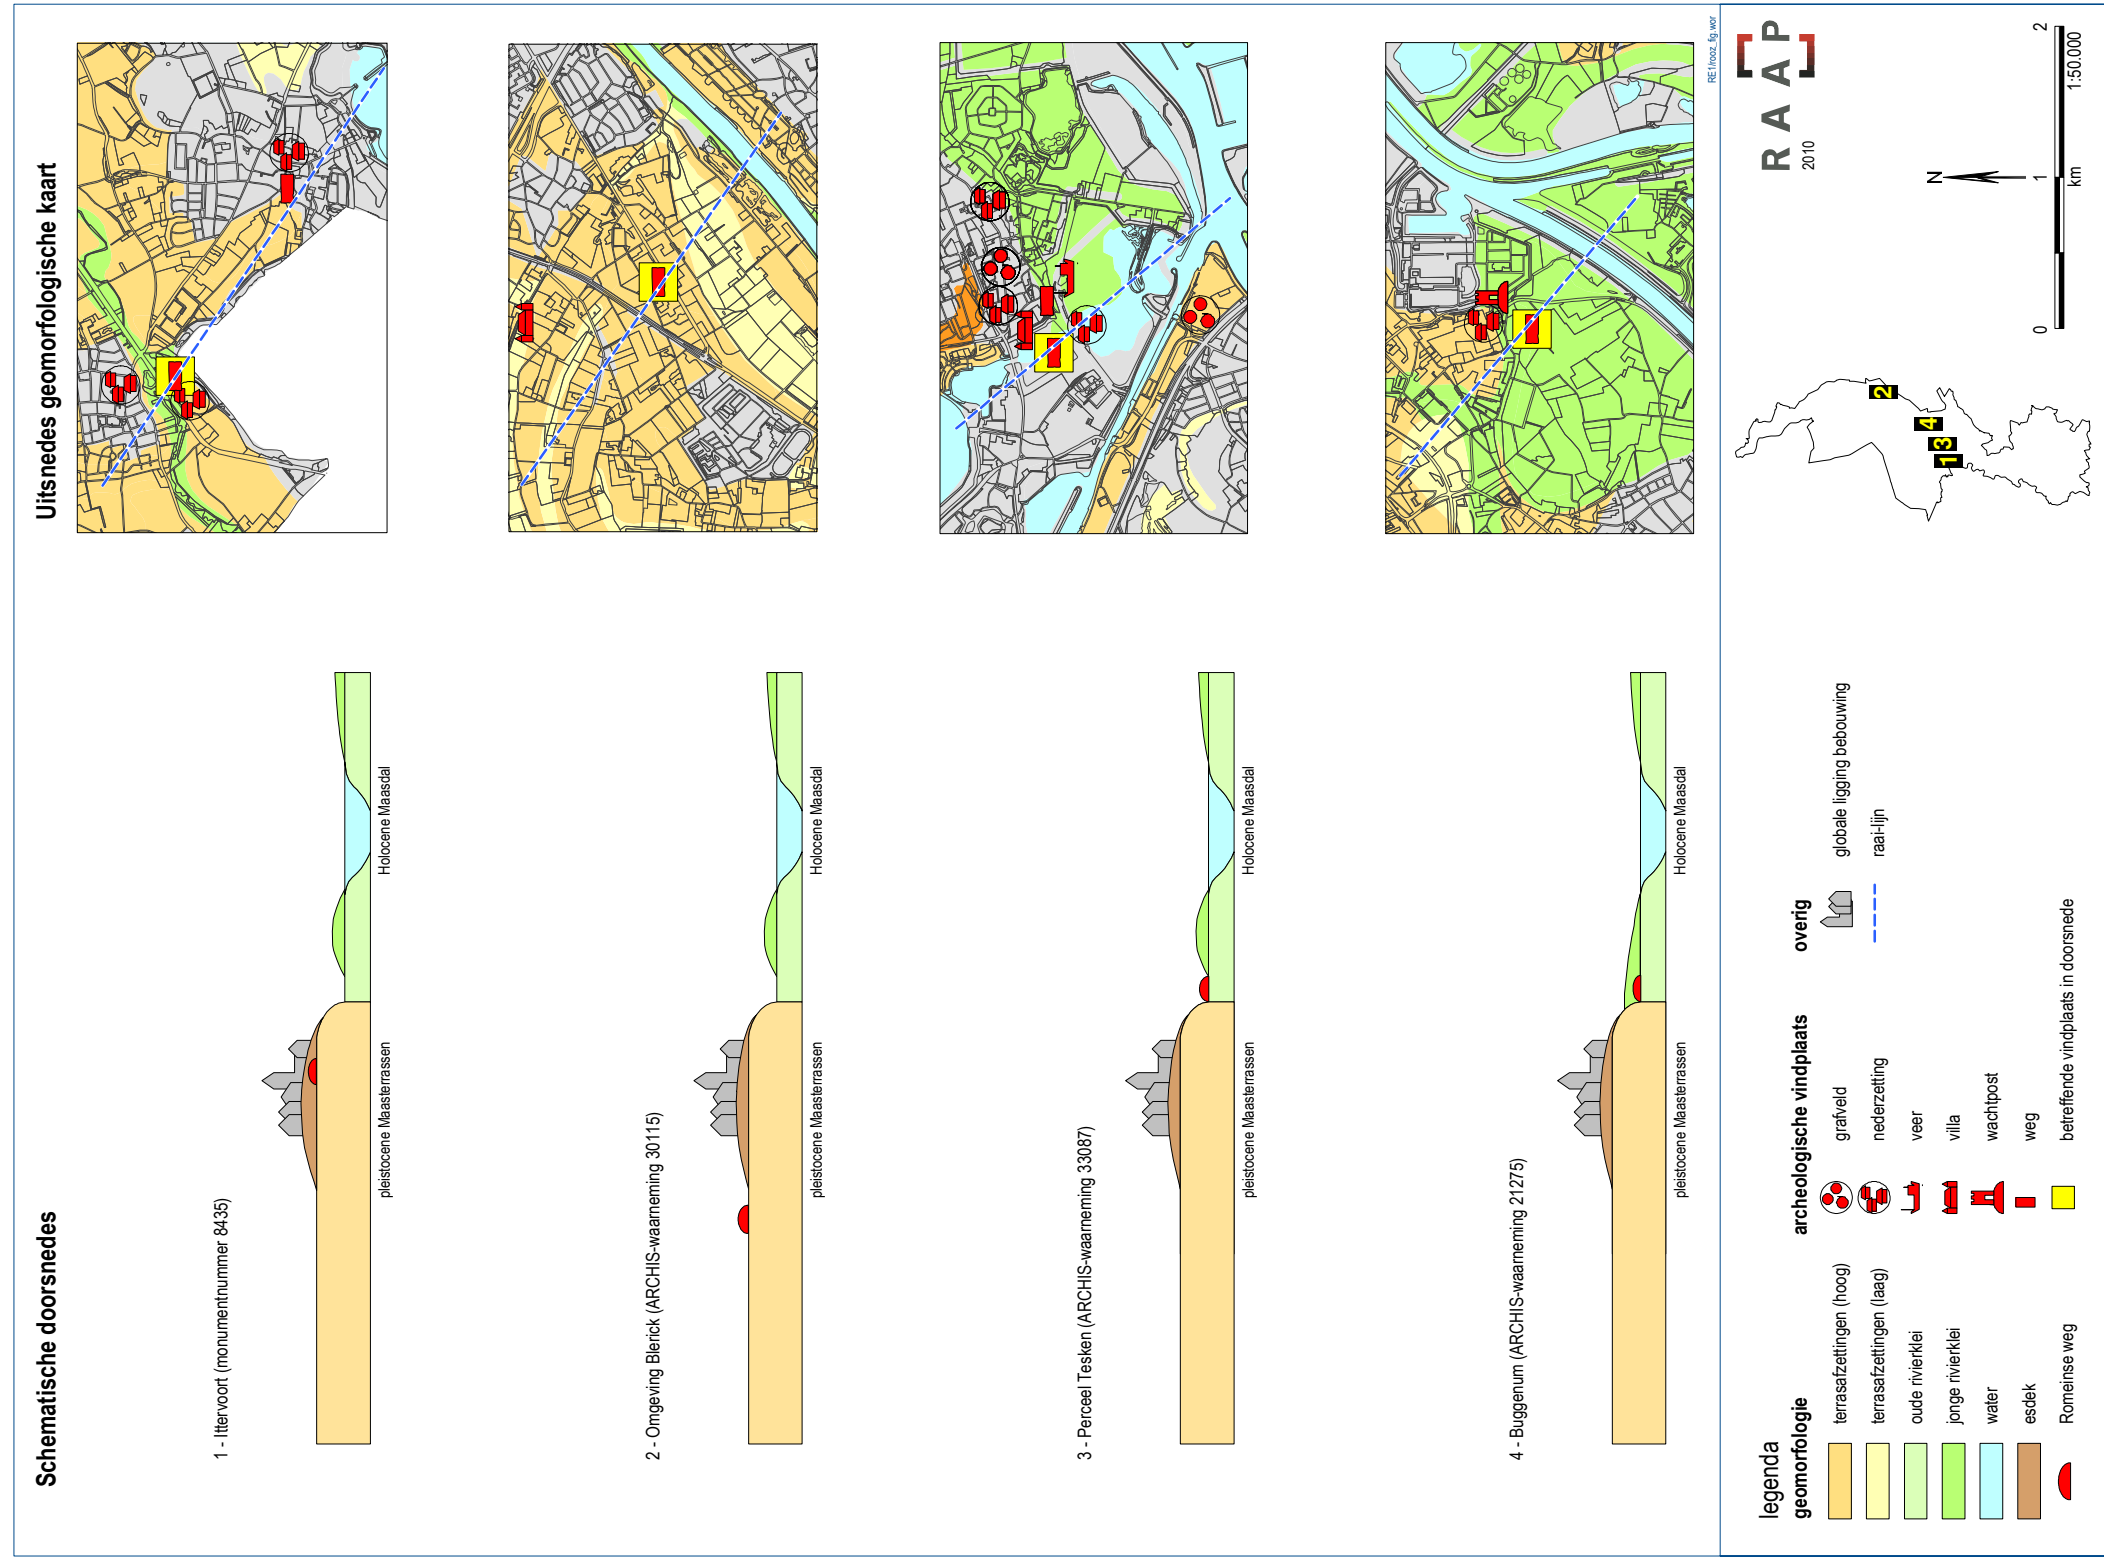 Schematische doorsnedes
Uitsnedes geomorfologische kaart
1 - Ittervoort (monumentnummer 8435)
pleistocene Maasterrassen
Holocene Maasdal
2 - Omgeving Blerick (ARCHIS-waarneming 30115)
pleistocene Maasterrassen
Holocene Maasdal
3 - Perceel Tesken (ARCHIS-waarneming 33087)
pleistocene Maasterrassen
Holocene Maasdal
4 - Buggenum (ARCHIS-waarneming 21275)
pleistocene Maasterrassen
Holocene Maasdal
RE1/rooz_fig.wor
legenda
geomorfologie
terrasafzettingen (hoog)
terrasafzettingen (laag)
oude rivierklei
jonge rivierklei
water
esdek
Romeinse weg
archeologische vindplaats
grafveld
nederzetting
veer
villa
wachtpost
weg
betreffende vindplaats in doorsnede
overig
globale ligging bebouwing
raai-lijn
1
3
4
2
RAAP
2010
N
0
1
2
km
1:50.000